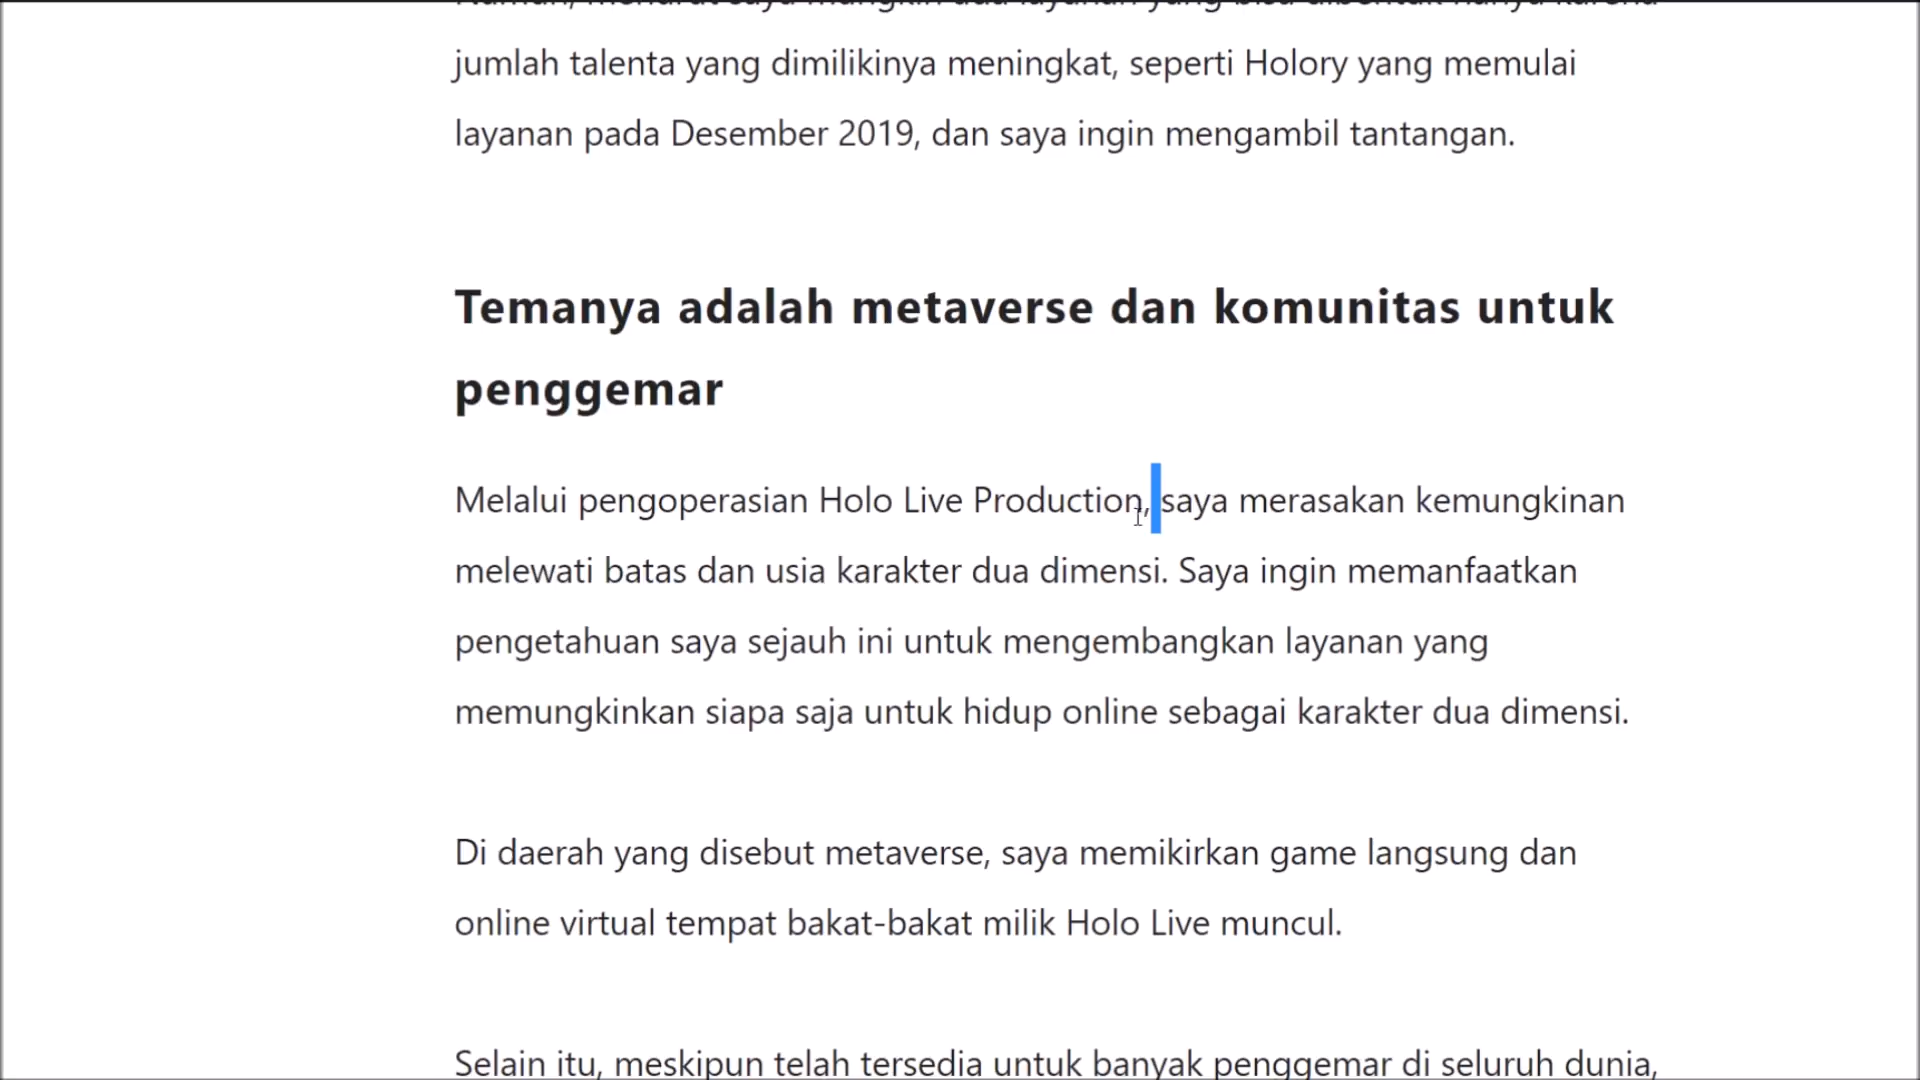 jumlah talenta yang dimilikinya meningkat, seperti Holory yang memulai
layanan pada Desember 2019, dan saya ingin mengambil tantangan.
Temanya adalah metaverse dan komunitas untuk
penggemar
Melalui pengoperasian Holo Live Production, saya merasakan kemungkinan
melewati batas dan usia karakter dua dimensi. Saya ingin memanfaatkan
pengetahuan saya sejauh ini untuk mengembangkan layanan yang
memungkinkan siapa saja untuk hidup online sebagai karakter dua dimensi.
Di daerah yang disebut metaverse, saya memikirkan game langsung dan
online virtual tempat bakat-bakat milik Holo Live muncul.
Selain itu, meskipun telah tersedia untuk banyak penggemar di seluruh dunia,